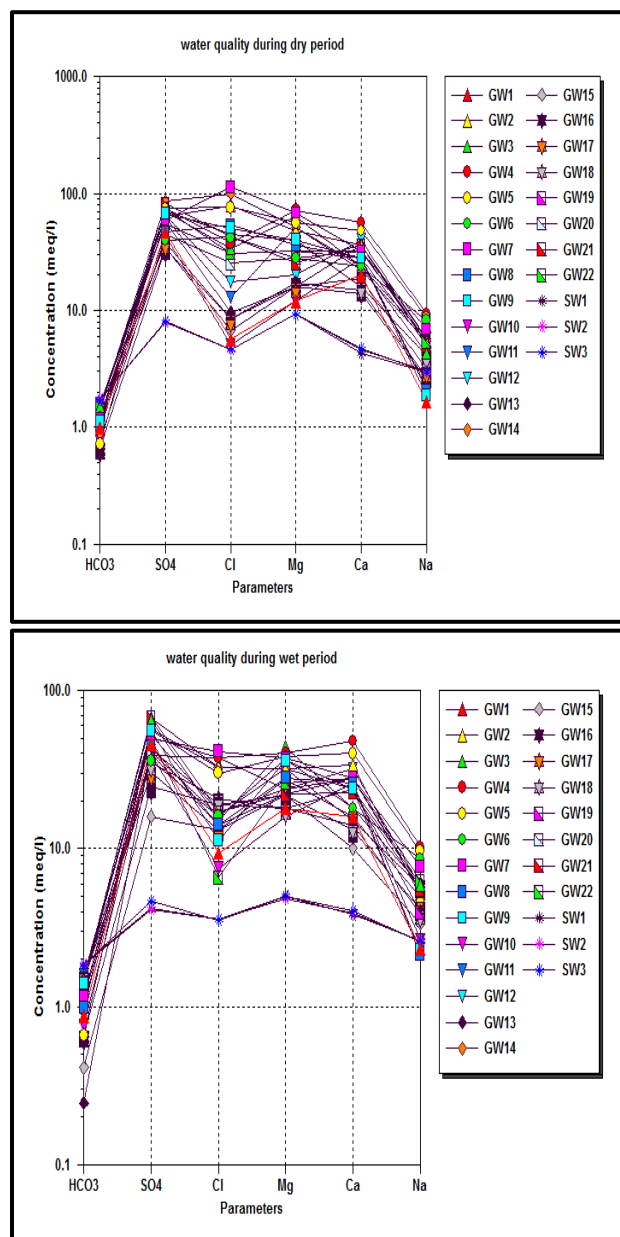 water quality during dry period
1000.0
100.0
10.0
1.0
0.1
Concentration (meq/l)
HCO3 SO4 Cl Mg Ca Na
Parameters
GW1 GW15
GW2 GW16
GW3 GW17
GW4 GW18
GW5 GW19
GW6 GW20
GW7 GW21
GW8 GW22
GW9 SW1
GW10 SW2
GW11 SW3
GW12
GW13
GW14
water quality during wet period
100.0
10.0
1.0
0.1
Concentration (meq/l)
HCO3 SO4 Cl Mg Ca Na
Parameters
GW1 GW15
GW2 GW16
GW3 GW17
GW4 GW18
GW5 GW19
GW6 GW20
GW7 GW21
GW8 GW22
GW9 SW1
GW10 SW2
GW11 SW3
GW12
GW13
GW14